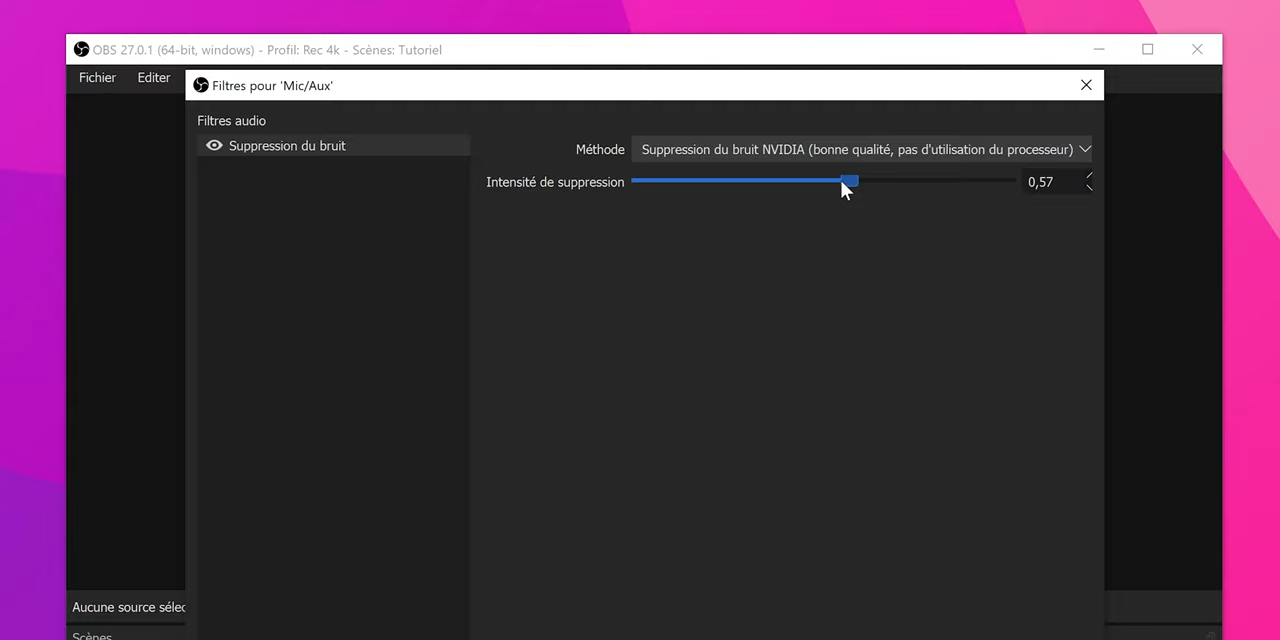 OBS 27.0.1 (64-bit, windows) - Profil: Rec 4k - Scènes: Tutoriel
Fichier Editer
Filtres pour 'Mic/Aux'
Filtres audio
Suppression du bruit
Méthode Suppression du bruit NVIDIA (bonne qualité, pas d'utilisation du processeur)
Intensité de suppression 0,57
Aucune source sélec
Scènes